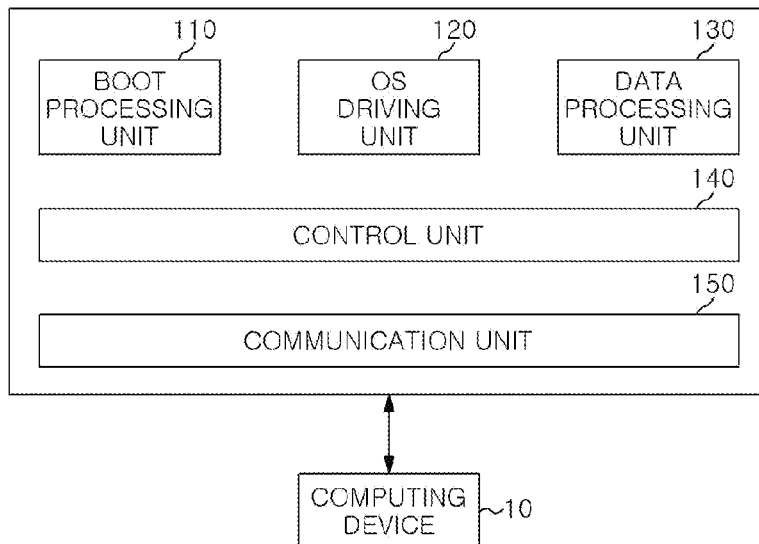 110
120
130
BOOT
PROCESSING
UNIT
OS
DRIVING
UNIT
DATA
PROCESSING
UNIT
140
CONTROL UNIT
150
COMMUNICATION UNIT
COMPUTING
DEVICE
10